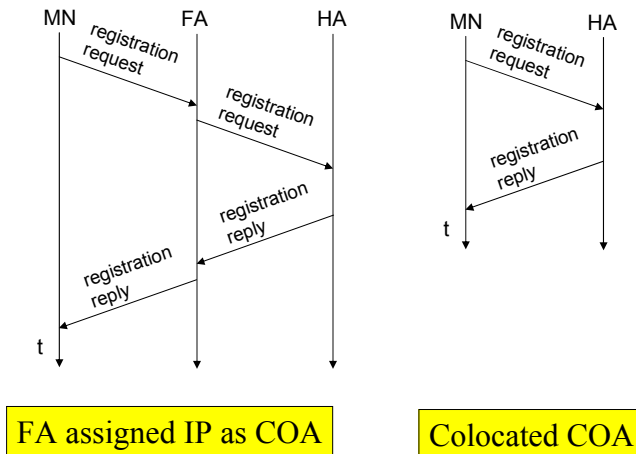 MN FA HA
registration
request
registration
request
registration
reply
registration
reply
t
FA assigned IP as COA
MN HA
registration
request
registration
reply
t
Colocated COA